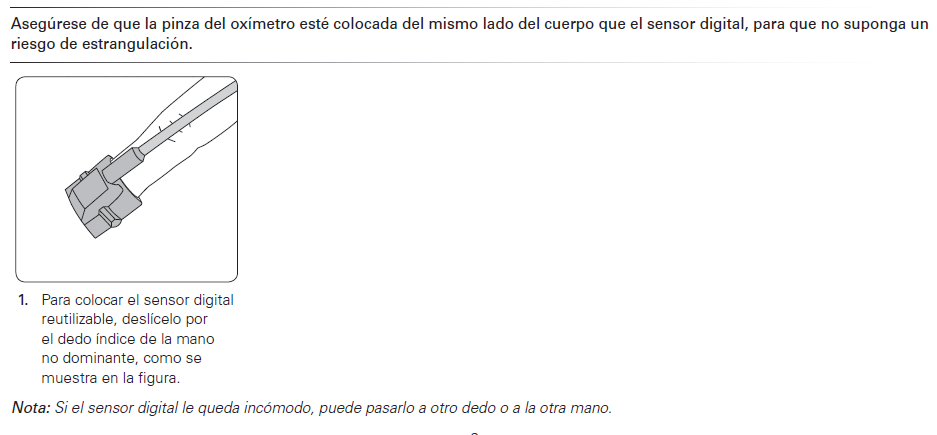 Asegúrese de que la pinza del oxímetro esté colocada del mismo lado del cuerpo que el sensor digital, para que no suponga un
riesgo de estrangulación.
1. Para colocar el sensor digital
reutilizable, deslícelo por
el dedo índice de la mano
no dominante, como se
muestra en la figura.
Nota: Si el sensor digital le queda incómodo, puede pasarlo a otro dedo o a la otra mano.